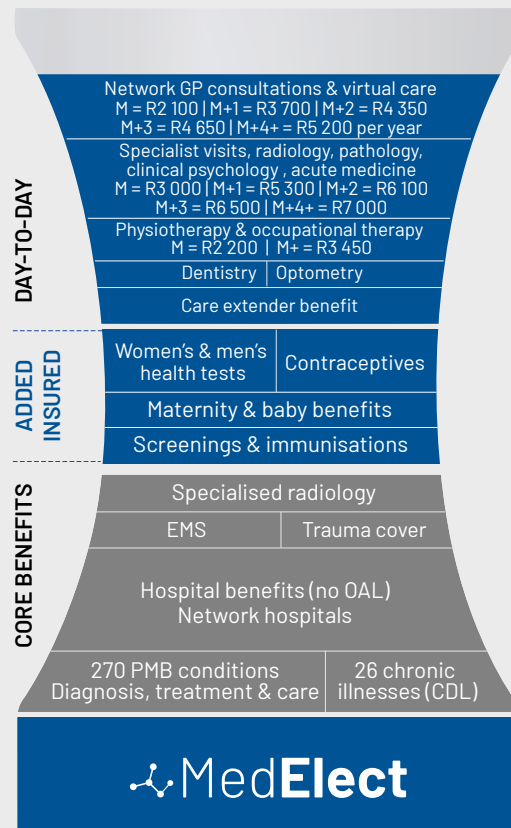 Network GP consultations & virtual care
M = R2 100 | M+1 = R3 700 | M+2 = R4 350
M+3 = R4 650 | M+4+ = R5 200 per year
Specialist visits, radiology, pathology,
clinical psychology , acute medicine
M = R3 000 | M+1 = R5 300 | M+2 = R6 100
M+3 = R6 500 | M+4+ = R7 000
Physiotherapy & occupational therapy
M = R2 200 | M+ = R3 450
Dentistry | Optometry
Care extender benefit
DAY-TO-DAY
Women's & men's
health tests
Contraceptives
Maternity & baby benefits
Screenings & immunisations
ADDED
INSURED
Specialised radiology
EMS
Trauma cover
Hospital benefits (no OAL)
Network hospitals
270 PMB conditions
Diagnosis, treatment & care
26 chronic
illnesses (CDL)
CORE BENEFITS
MedElect